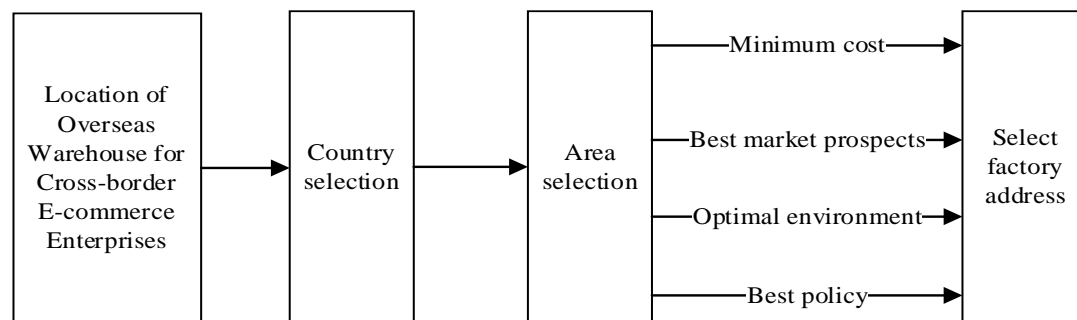 Location of
Overseas
Warehouse for
Cross-border
E-commerce
Enterprises
Country
selection
Area
selection
Minimum cost
Best market prospects
Optimal environment
Best policy
Select
factory
address